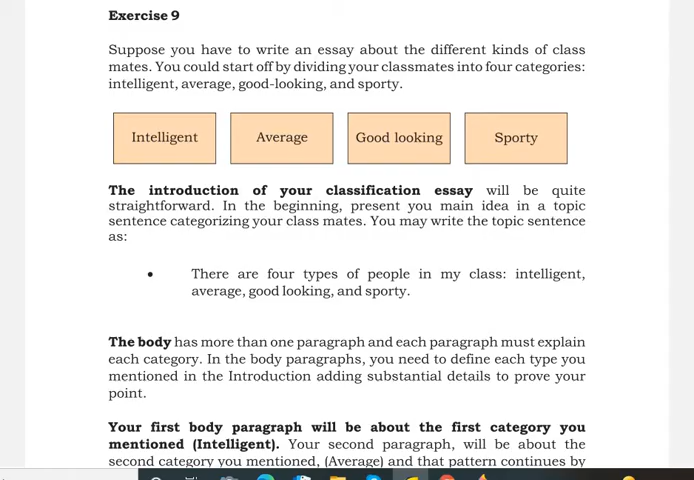 Exercise 9
Suppose you have to write an essay about the different kinds of class
mates. You could start off by dividing your classmates into four categories:
intelligent, average, good-looking, and sporty.
Intelligent Average Good looking Sporty
The introduction of your classification essay will be quite
straightforward. In the beginning, present you main idea in a topic
sentence categorizing your class mates. You may write the topic sentence
as:
• There are four types of people in my class: intelligent,
average, good looking, and sporty.
The body has more than one paragraph and each paragraph must explain
each category. In the body paragraphs, you need to define each type you
mentioned in the Introduction adding substantial details to prove your
point.
Your first body paragraph will be about the first category you
mentioned (Intelligent). Your second paragraph, will be about the
second category you mentioned, (Average) and that pattern continues by